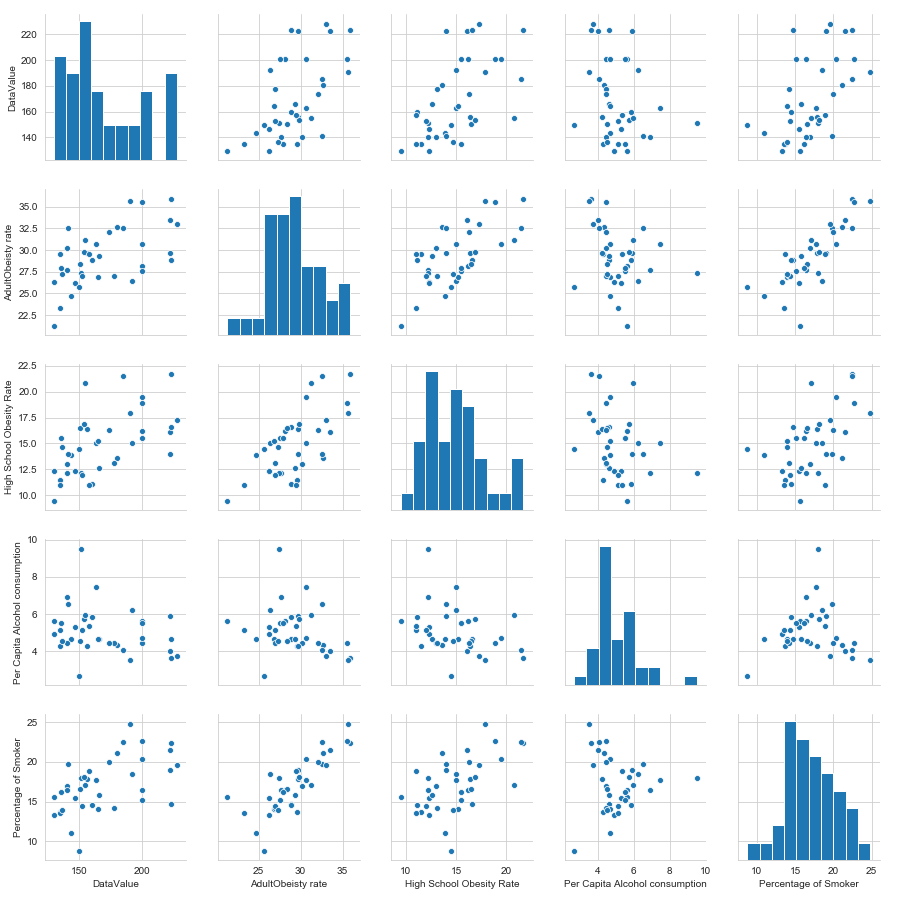 DataValue
220
200
180
160
140
AdultObeisty rate
35.0
32.5
30.0
27.5
25.0
22.5
High School Obesity Rate
22.5
20.0
17.5
15.0
12.5
10.0
Per Capita Alcohol consumption
10
8
6
4
Percentage of Smoker
25
20
15
10
150 200
25 30 35
10 15 20
4 6 8 10
10 15 20 25
DataValue
AdultObeisty rate
High School Obesity Rate
Per Capita Alcohol consumption
Percentage of Smoker